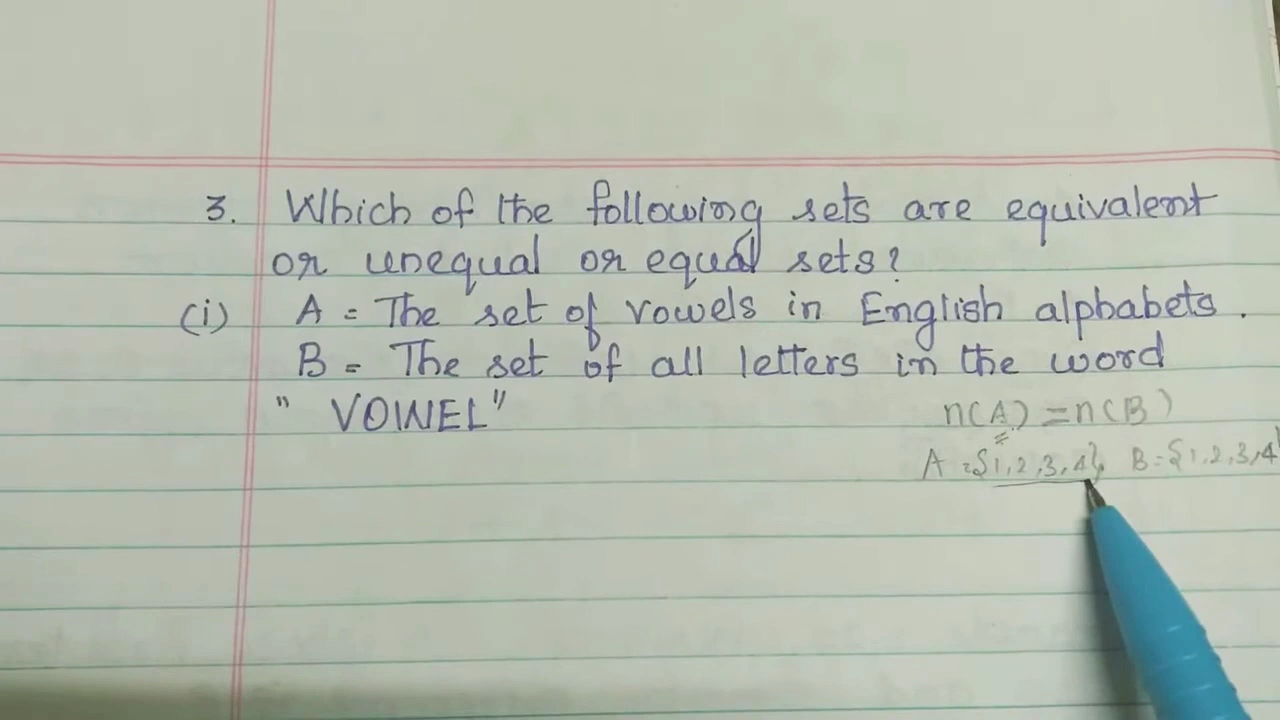 3. Which of the following sets are equivalent
or unequal or equal sets?
(i) A = The set of vowels in English alphabets.
B = The set of all letters in the word
" VOWEL"
n(A) = n(B)
A = {1,2,3,4}, B = {1,2,3,4}